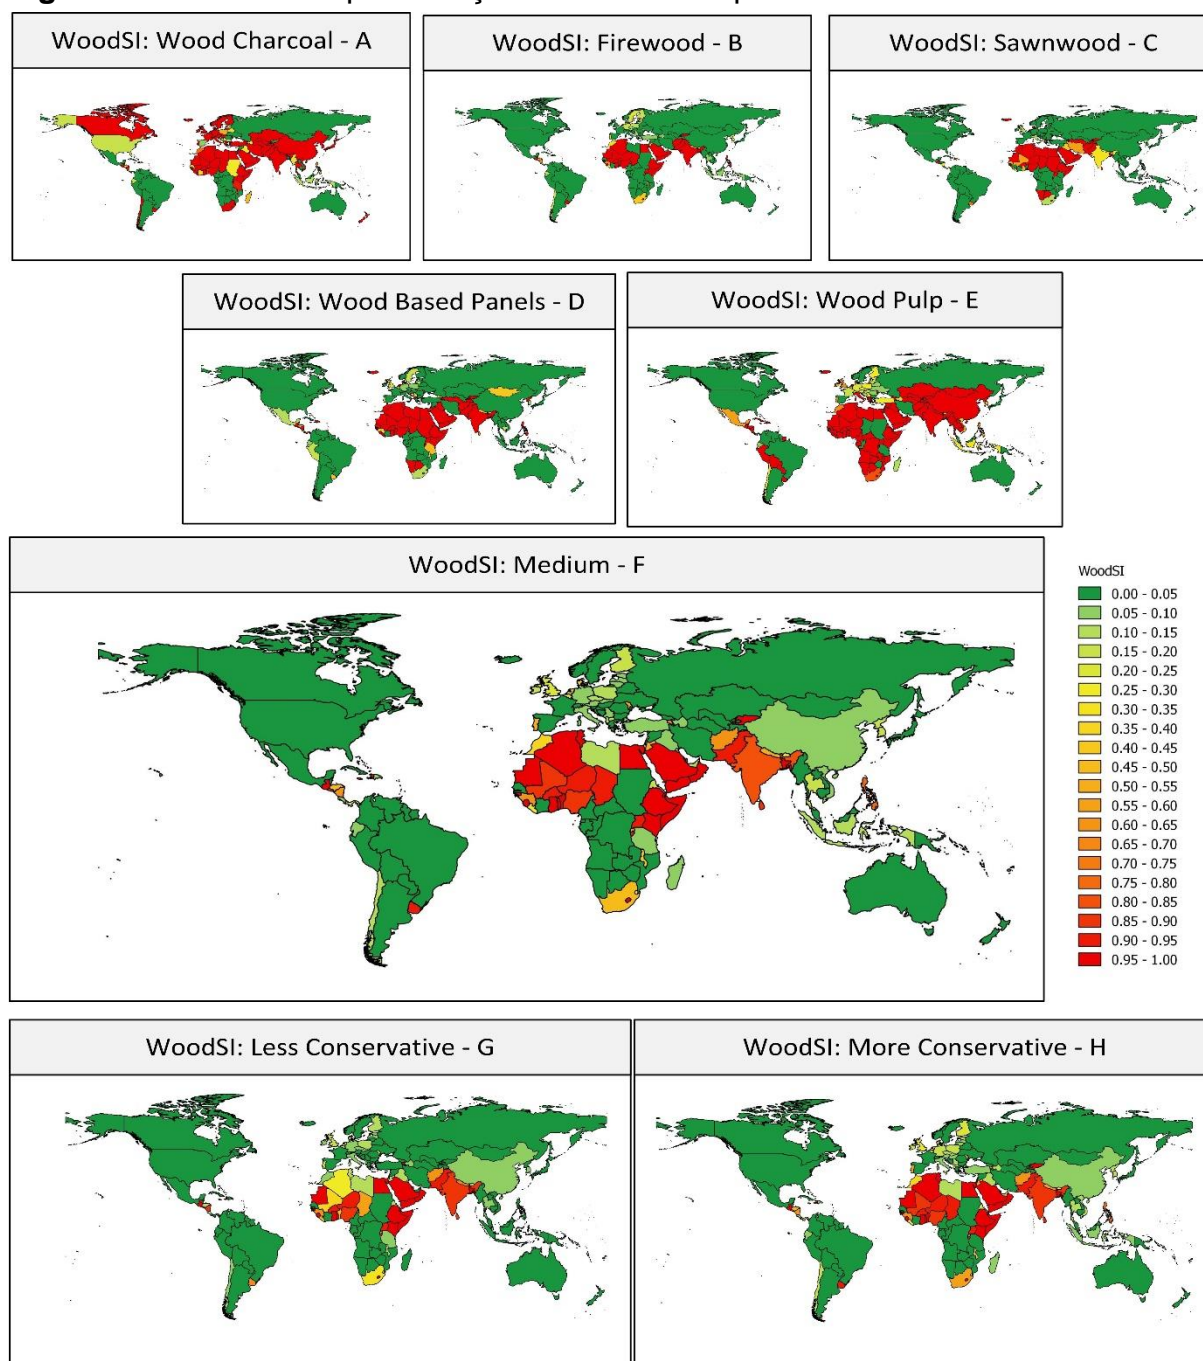 WoodSI: Wood Charcoal - A
WoodSI: Firewood - B
WoodSI: Sawnwood - C
WoodSI: Wood Based Panels - D
WoodSI: Wood Pulp - E
WoodSI: Medium - F
WoodSI
0.00 - 0.05
0.05 - 0.10
0.10 - 0.15
0.15 - 0.20
0.20 - 0.25
0.25 - 0.30
0.30 - 0.35
0.35 - 0.40
0.40 - 0.45
0.45 - 0.50
0.50 - 0.55
0.55 - 0.60
0.60 - 0.65
0.65 - 0.70
0.70 - 0.75
0.75 - 0.80
0.80 - 0.85
0.85 - 0.90
0.90 - 0.95
0.95 - 1.00
WoodSI: Less Conservative - G
WoodSI: More Conservative - H